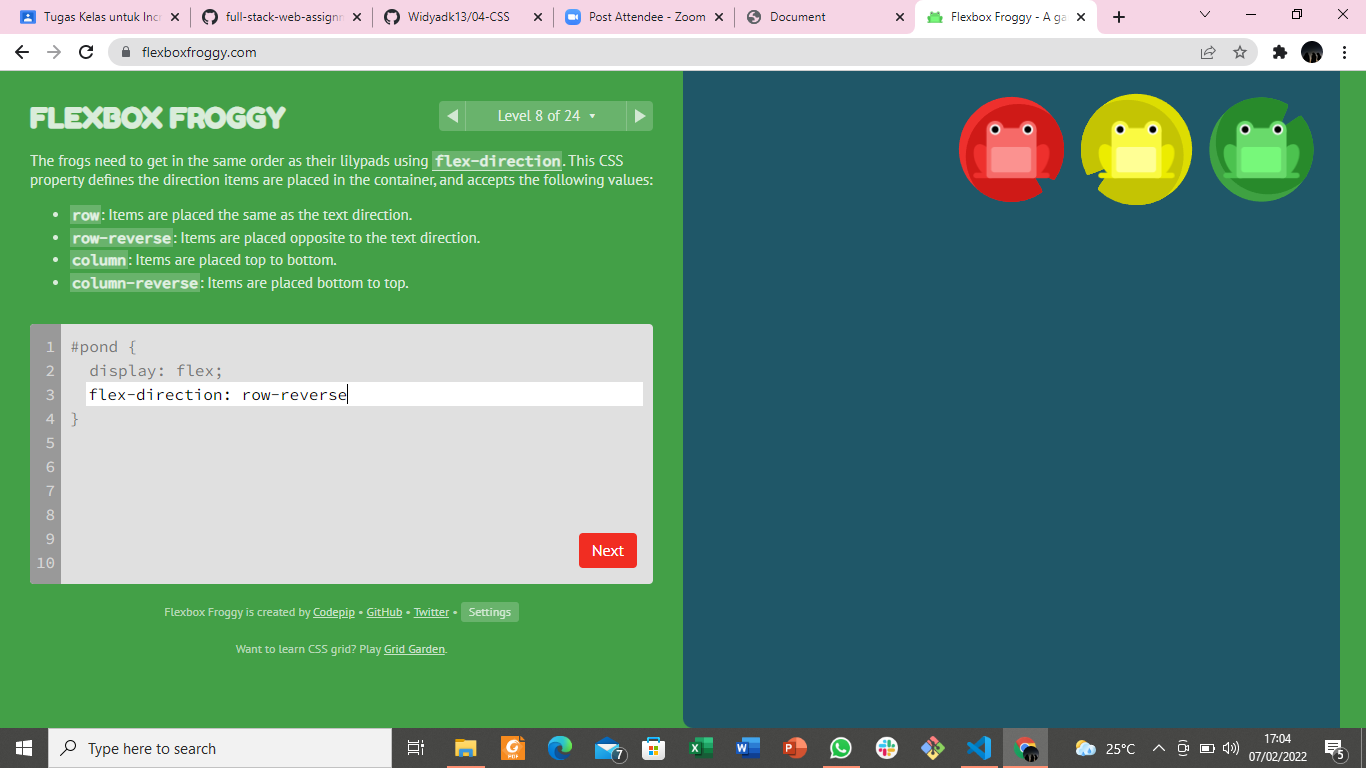 Tugas Kelas untuk Incr
full-stack-web-assignm
Widyadk13/04-CSS
Post Attendee - Zoom
Document
Flexbox Froggy - A ga
flexboxfroggy.com
FLEXBOX FROGGY
Level 8 of 24
The frogs need to get in the same order as their lilypads using flex-direction. This CSS
property defines the direction items are placed in the container, and accepts the following values:
• row: Items are placed the same as the text direction.
• row-reverse: Items are placed opposite to the text direction.
• column: Items are placed top to bottom.
• column-reverse: Items are placed bottom to top.
1 #pond {
2 display: flex;
3 flex-direction: row-reverse
4 }
5
6
7
8
9
10
Next
Flexbox Froggy is created by Codepip • GitHub • Twitter • Settings
Want to learn CSS grid? Play Grid Garden.
Type here to search
7
25°C
17:04
07/02/2022
5